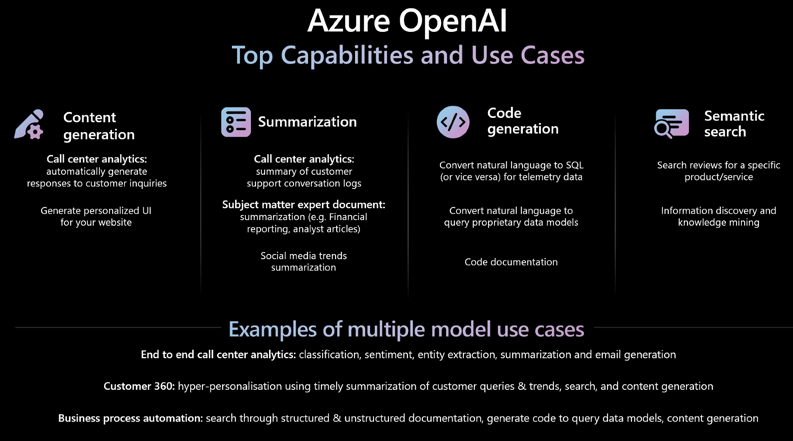 Azure OpenAI
Top Capabilities and Use Cases
Content
generation
Call center analytics:
automatically generate
responses to customer inquiries
Generate personalized UI
for your website
Summarization
Call center analytics:
summary of customer
support conversation logs
Subject matter expert document:
summarization (e.g. Financial
reporting, analyst articles)
Social media trends
summarization
Code
generation
Convert natural language to SQL
(or vice versa) for telemetry data
Convert natural language to
query proprietary data models
Code documentation
Semantic
search
Search reviews for a specific
product/service
Information discovery and
knowledge mining
Examples of multiple model use cases
End to end call center analytics: classification, sentiment, entity extraction, summarization and email generation
Customer 360: hyper-personalisation using timely summarization of customer queries & trends, search, and content generation
Business process automation: search through structured & unstructured documentation, generate code to query data models, content generation